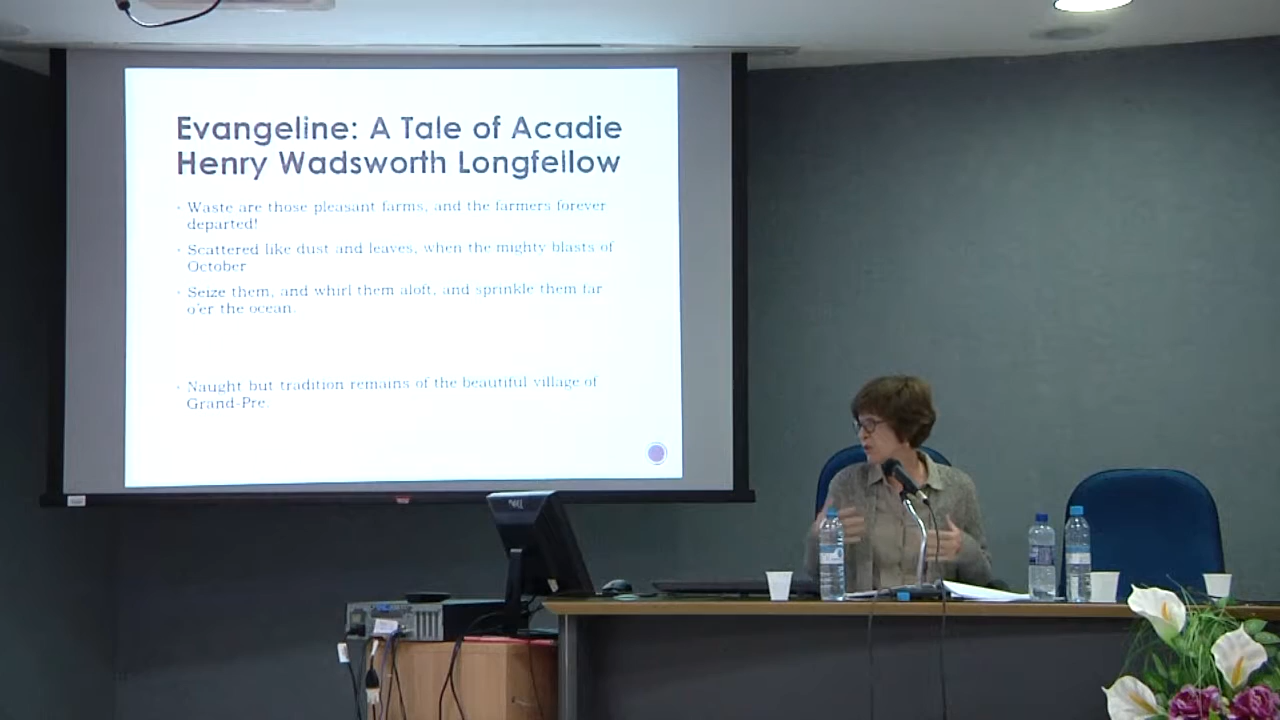 Evangeline: A Tale of Acadie
Henry Wadsworth Longfellow
Waste are those pleasant farms, and the farmers forever
departed!
Scattered like dust and leaves, when the mighty blasts of
October
Seize them, and whirl them aloft, and sprinkle them far
o'er the ocean.
Naught but tradition remains of the beautiful village of
Grand-Pre.
DELL